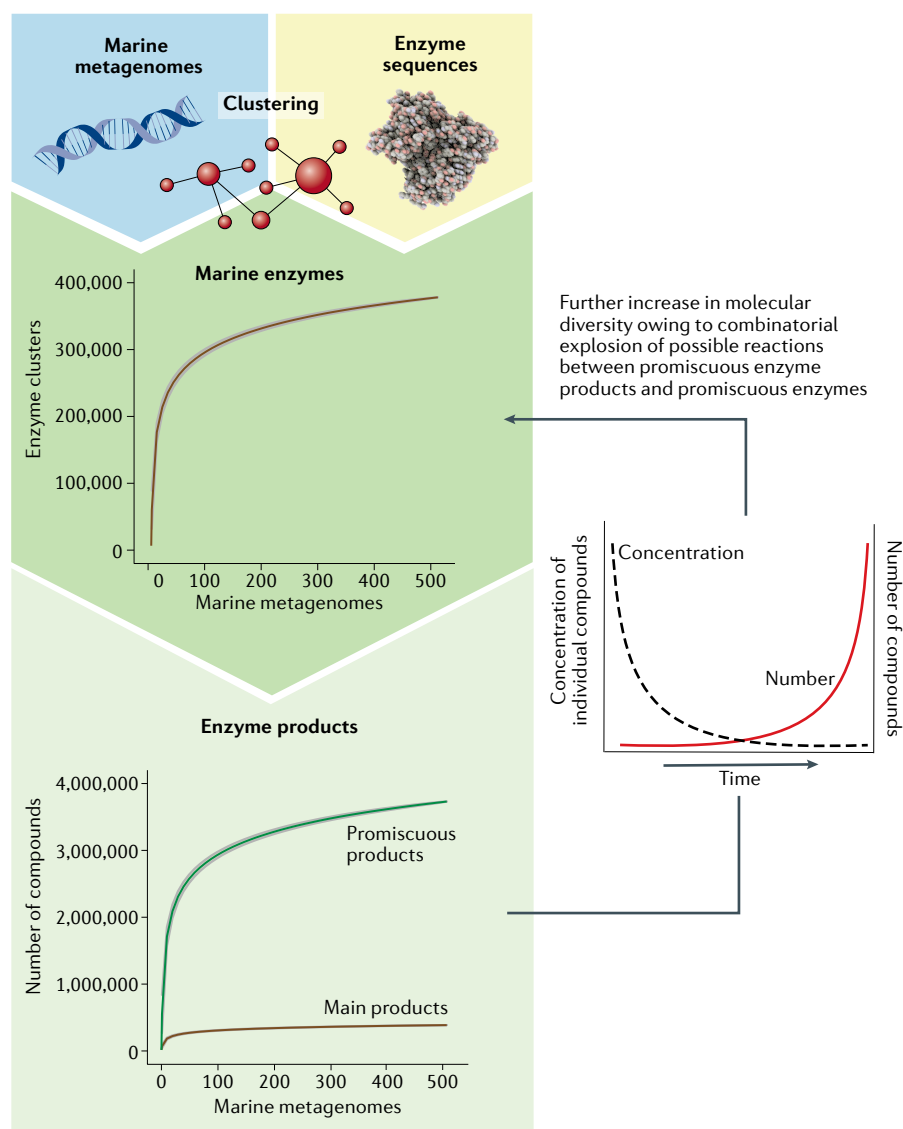 Marine
metagenomes
Enzyme
sequences
Clustering
Marine enzymes
Enzyme clusters
400,000
300,000
200,000
100,000
0
0 100 200 300 400 500
Marine metagenomes
Further increase in molecular
diversity owing to combinatorial
explosion of possible reactions
between promiscuous enzyme
products and promiscuous enzymes
Concentration of
individual compounds
Concentration
Number
Number of compounds
Time
Enzyme products
Number of compounds
4,000,000
3,000,000
2,000,000
1,000,000
0
Promiscuous
products
Main products
0 100 200 300 400 500
Marine metagenomes